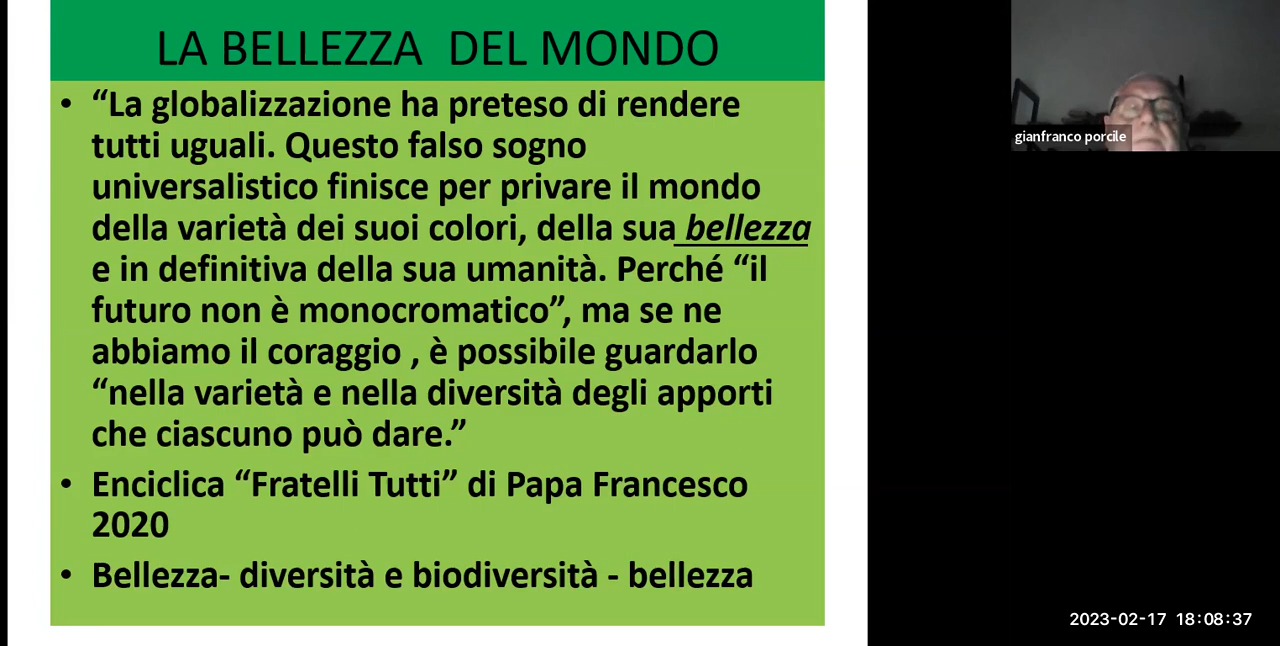 LA BELLEZZA DEL MONDO
• “La globalizzazione ha preteso di rendere
tutti uguali. Questo falso sogno
universalistico finisce per privare il mondo
della varietà dei suoi colori, della sua bellezza
e in definitiva della sua umanità. Perché “il
futuro non è monocromatico”, ma se ne
abbiamo il coraggio , è possibile guardarlo
“nella varietà e nella diversità degli apporti
che ciascuno può dare.”
• Enciclica “Fratelli Tutti” di Papa Francesco
2020
• Bellezza- diversità e biodiversità - bellezza
gianfranco porcile
2023-02-17 18:08:37